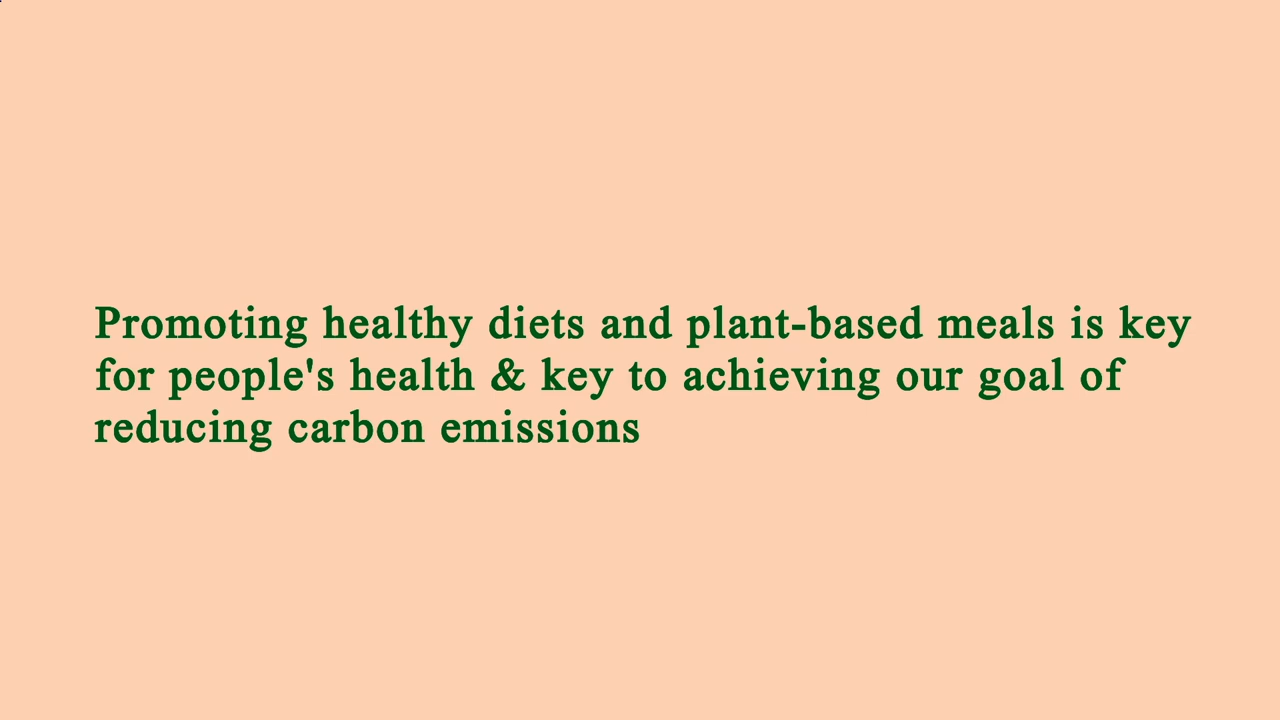 Promoting healthy diets and plant-based meals is key
for people's health & key to achieving our goal of
reducing carbon emissions